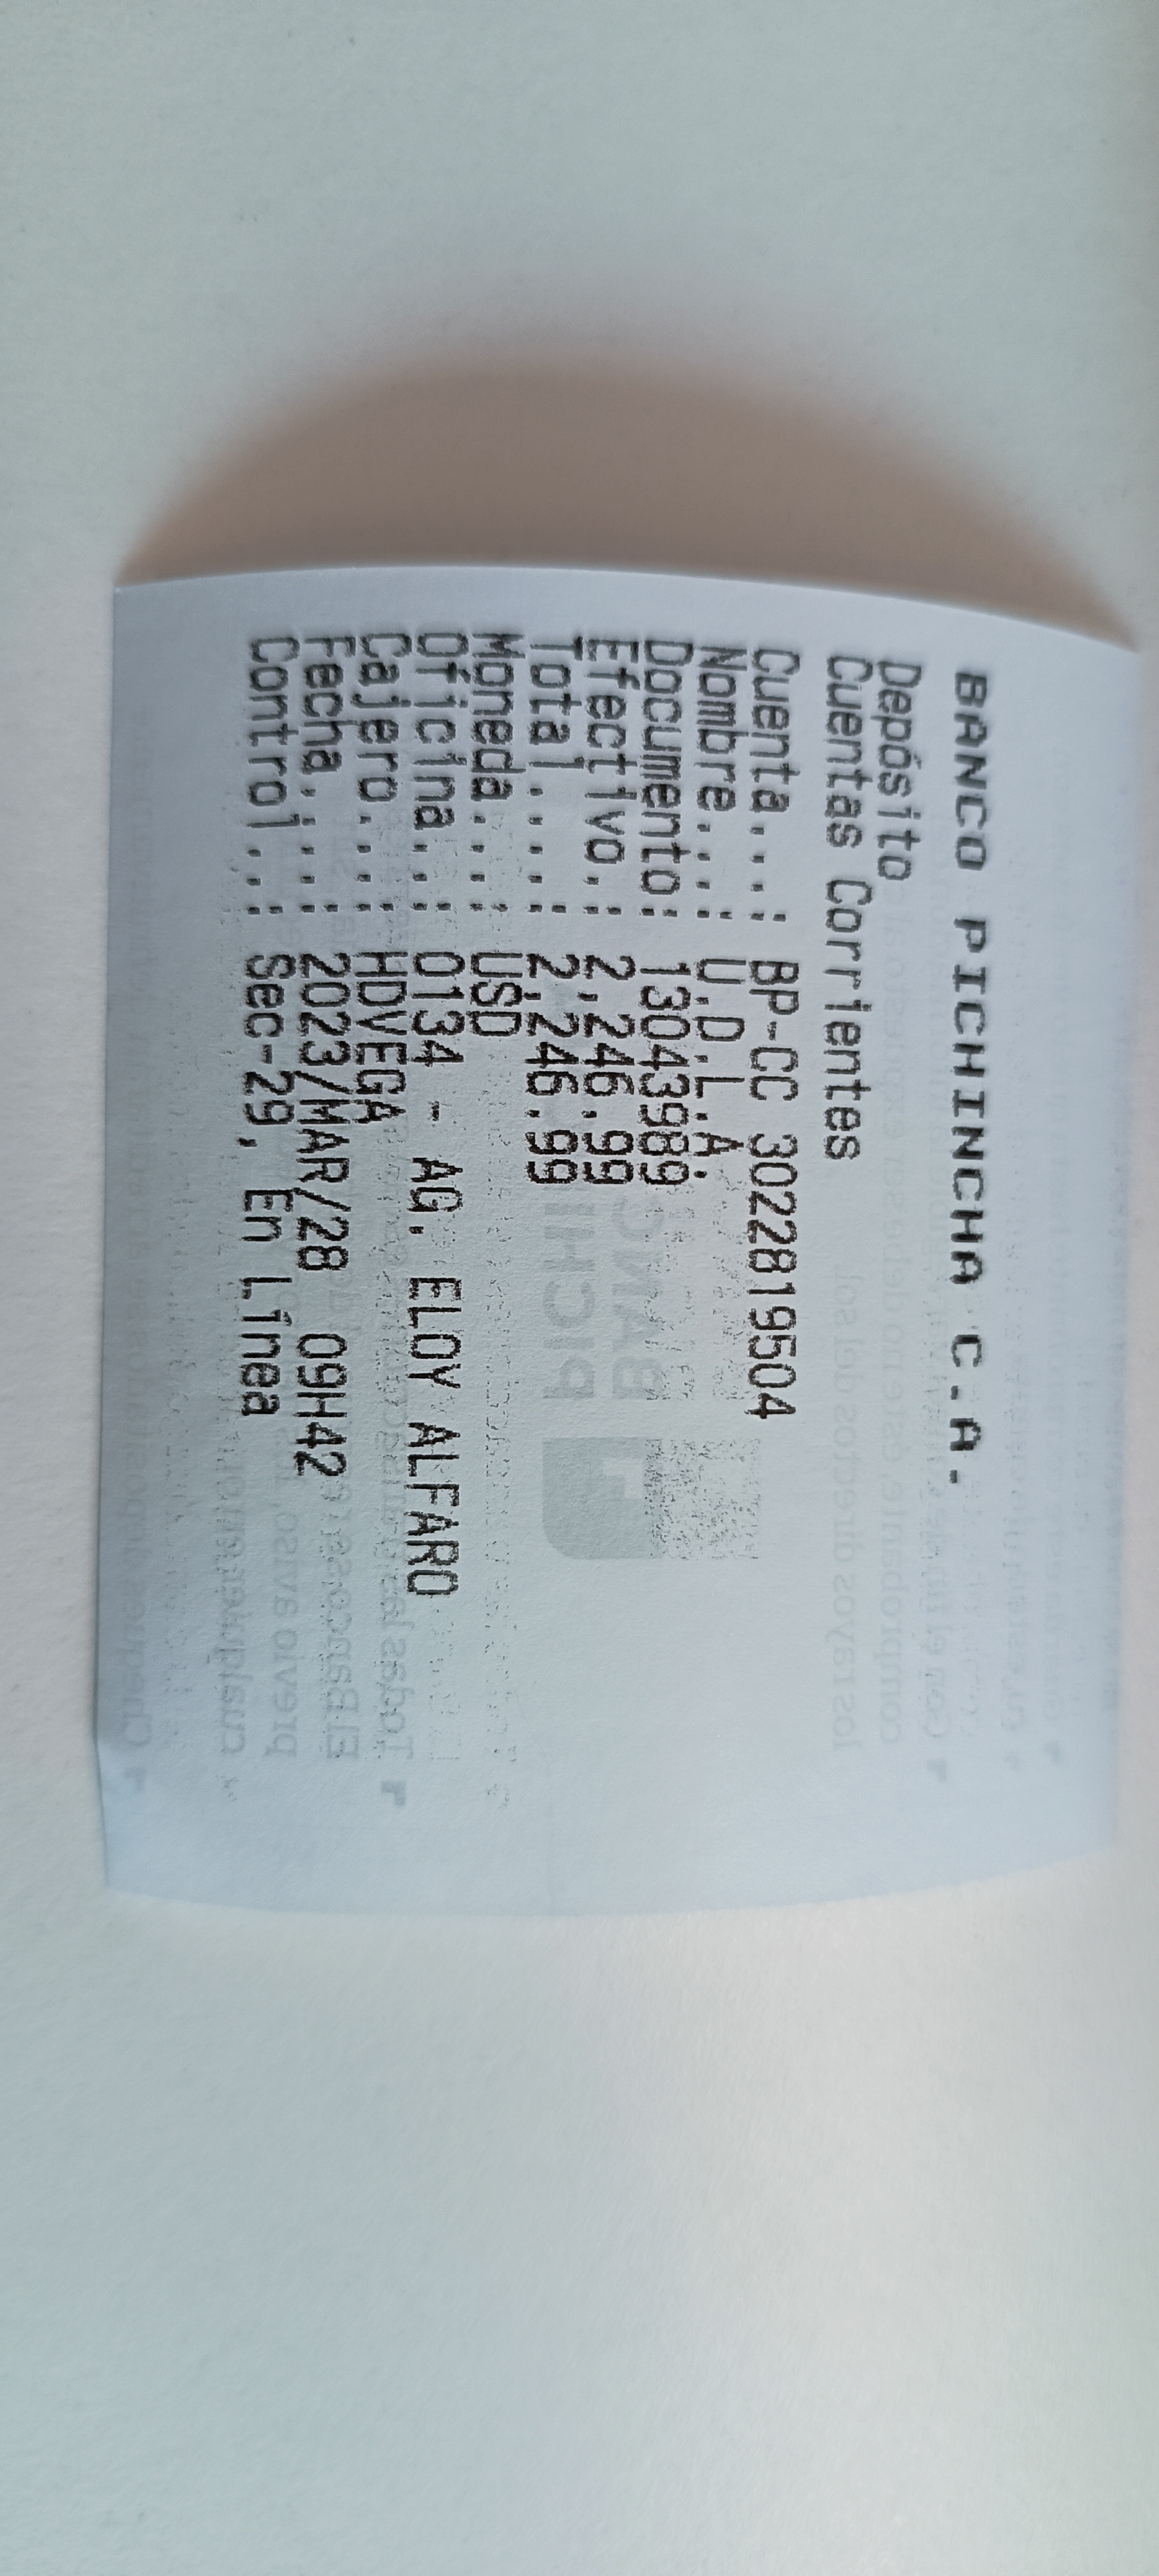 BANCO PICHINCHA C.A.
Depósito
Cuentas Corrientes
Cuenta...: BP-CC 3022819504
Nombre...: U.D.L.A.
Documento: 13043989
Efectivo.: 2.246.99
Total....: 2.246.99
Moneda...: USD
Oficina..: 0134 - AG. ELOY ALFARO
Cajero...: HDVEGA
Fecha....: 2023/MAR/28 09H42
Control..: Sec-29, En Línea